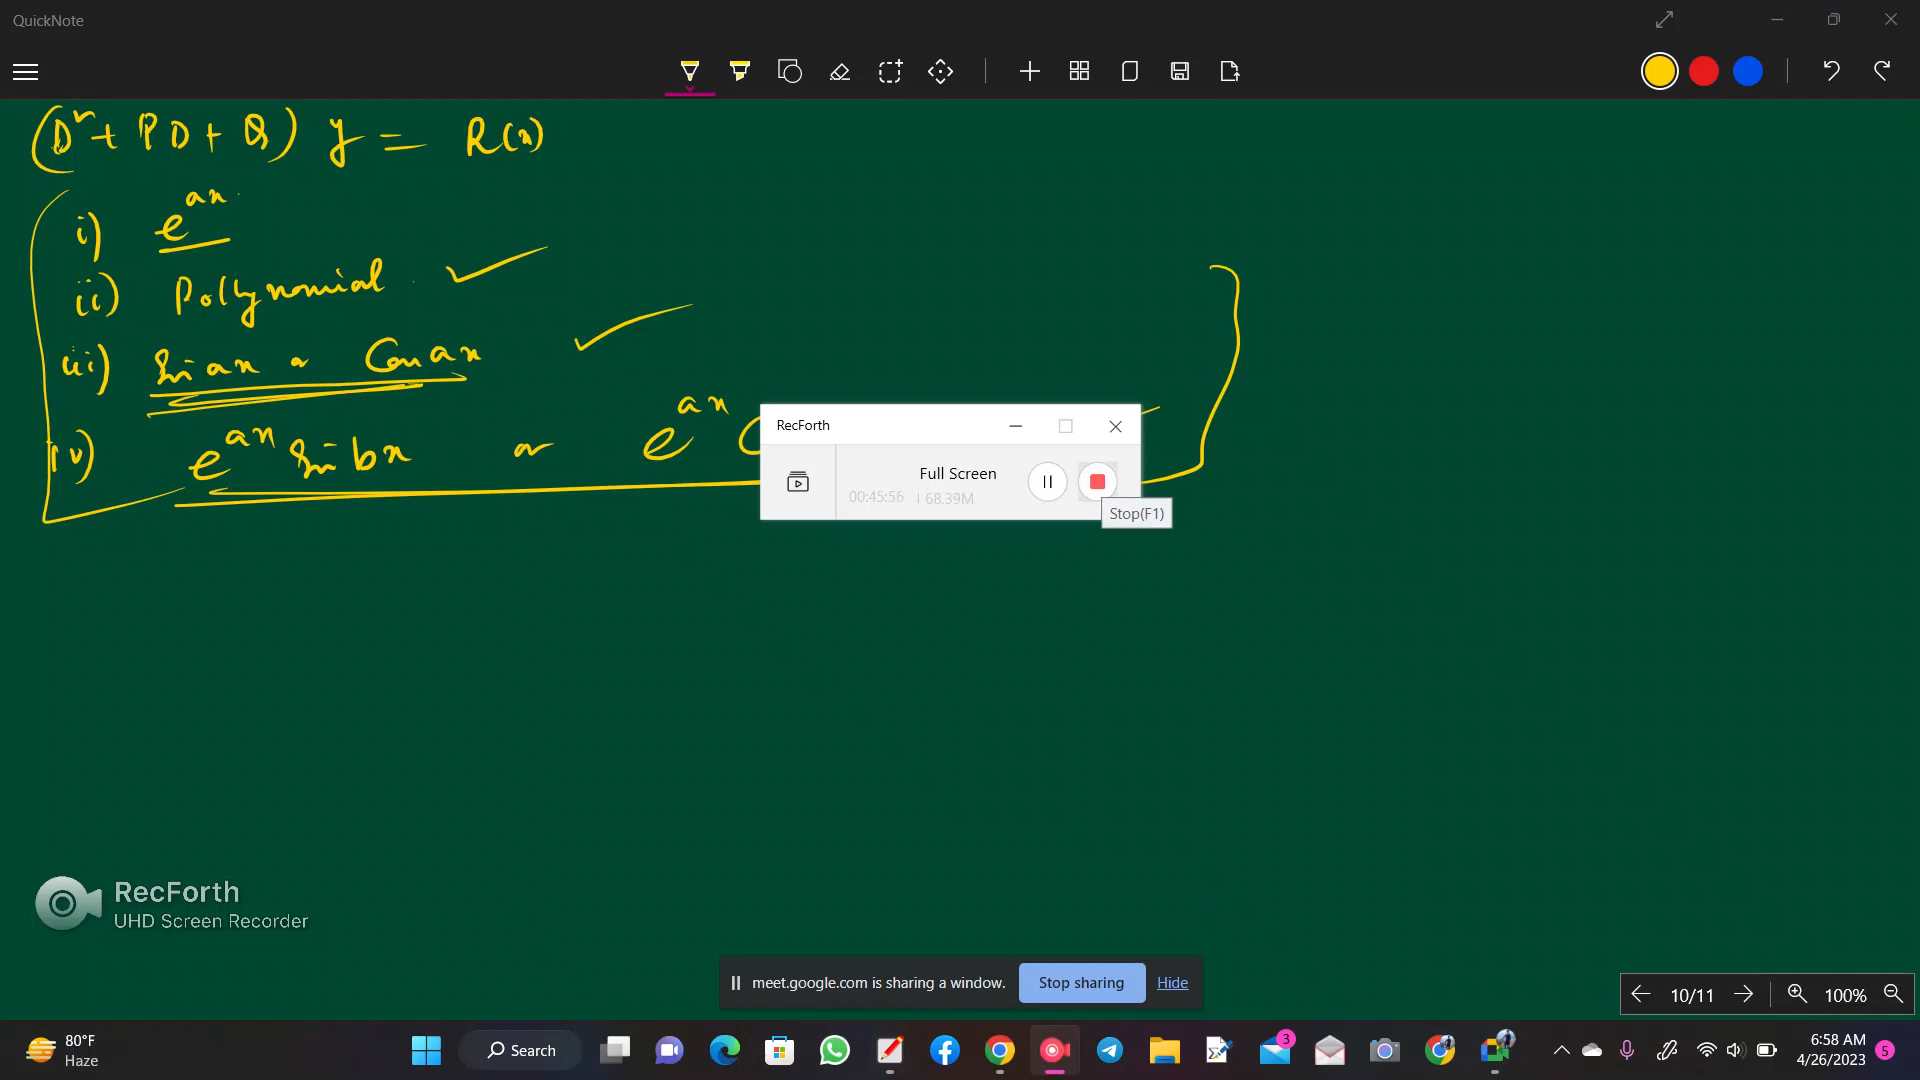 QuickNote
(D² + PD + Q) y = R(x)
i) e^ax
ii) Polynomial
iii) Sin ax or Cos ax
iv) e^ax Sin bx or e^ax C
RecForth
Full Screen
00:45:56 | 68.39M
Stop(F1)
RecForth
UHD Screen Recorder
meet.google.com is sharing a window. Stop sharing Hide
10/11 100%
80°F
Haze
Search
3
6:58 AM
4/26/2023
5